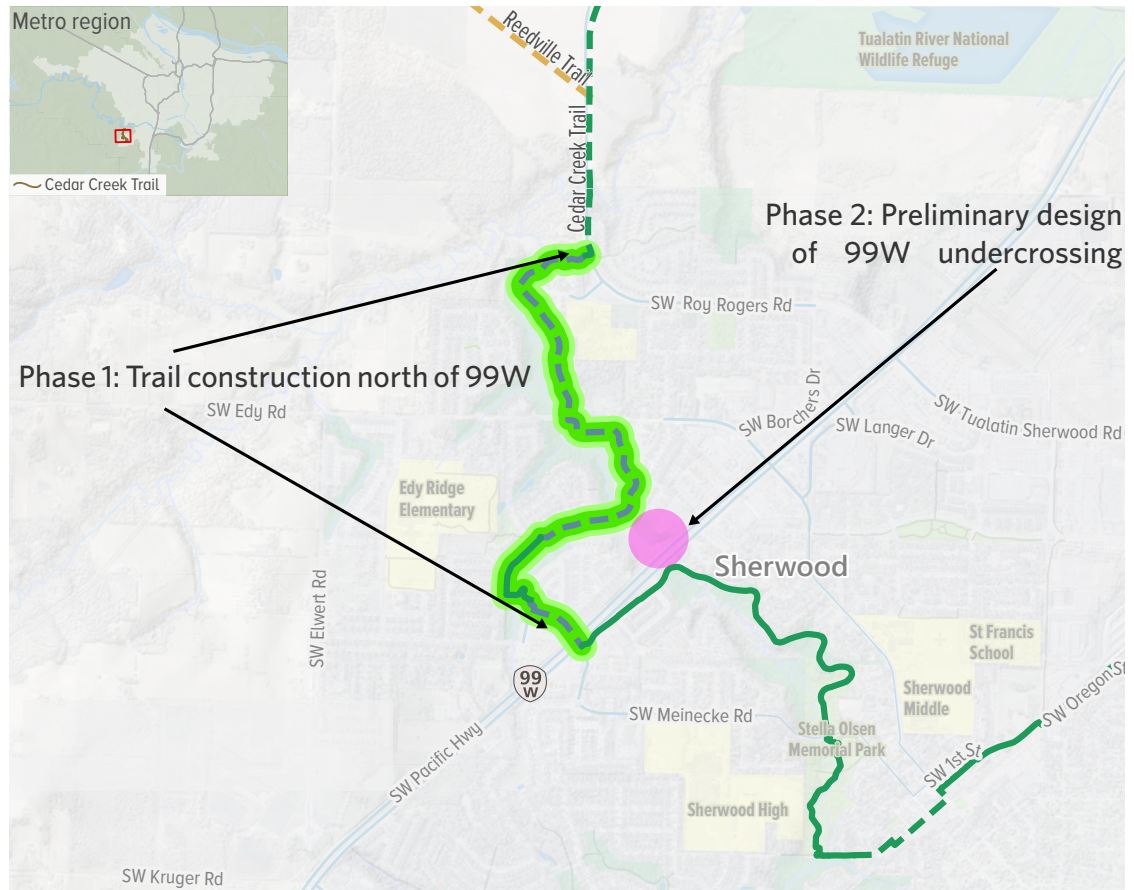 Metro region
Cedar Creek Trail
Reedville Trail
Cedar Creek Trail
Tualatin River National
Wildlife Refuge
Phase 2: Preliminary design
of 99W undercrossing
SW Roy Rogers Rd
Phase 1: Trail construction north of 99W
SW Edy Rd
SW Borchers Dr
SW Langer Dr
SW Tualatin Sherwood Rd
Edy Ridge
Elementary
Sherwood
SW Elwert Rd
St Francis
School
99
W
Sherwood
Middle
SW Meinecke Rd
SW Oregon St
Stella Olsen
Memorial Park
SW Pacific Hwy
SW 1st St
Sherwood High
SW Kruger Rd